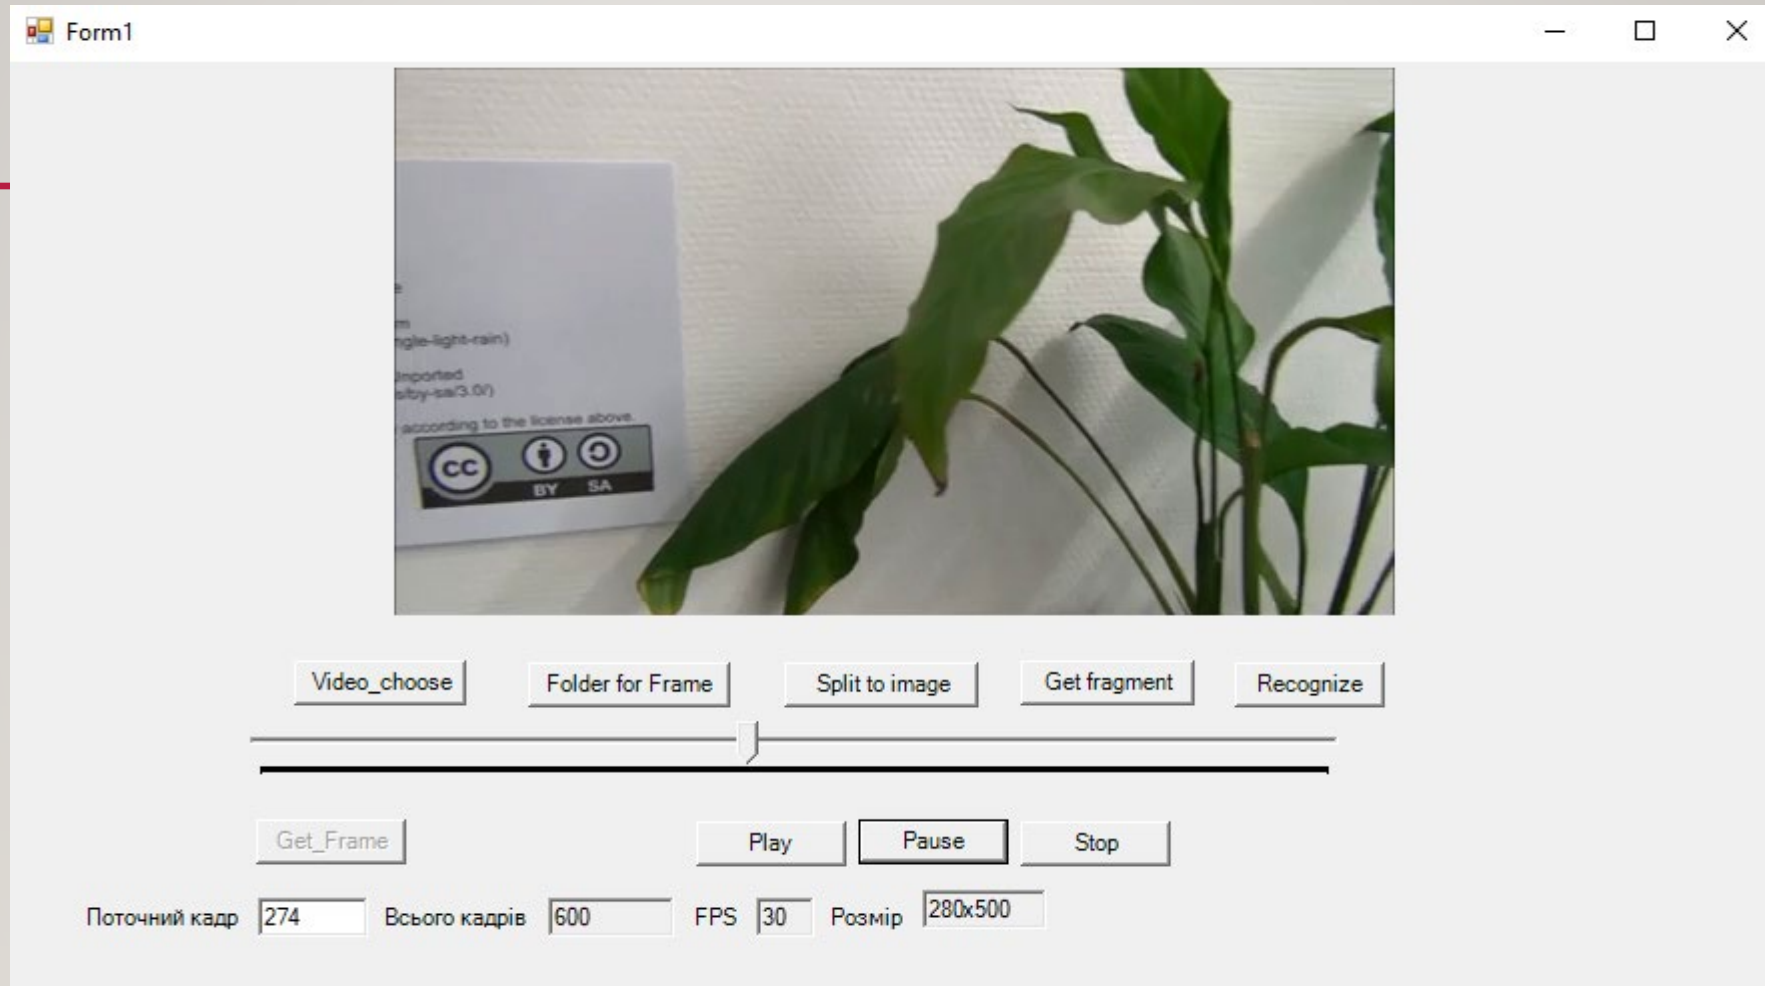 Form1
ngle-light-rain)
Unported
s/by-sa/3.0/)
according to the license above.
CC
BY SA
Video_choose
Folder for Frame
Split to image
Get fragment
Recognize
Get_Frame
Play
Pause
Stop
Поточний кадр 274 Всього кадрів 600 FPS 30 Розмір 280x500